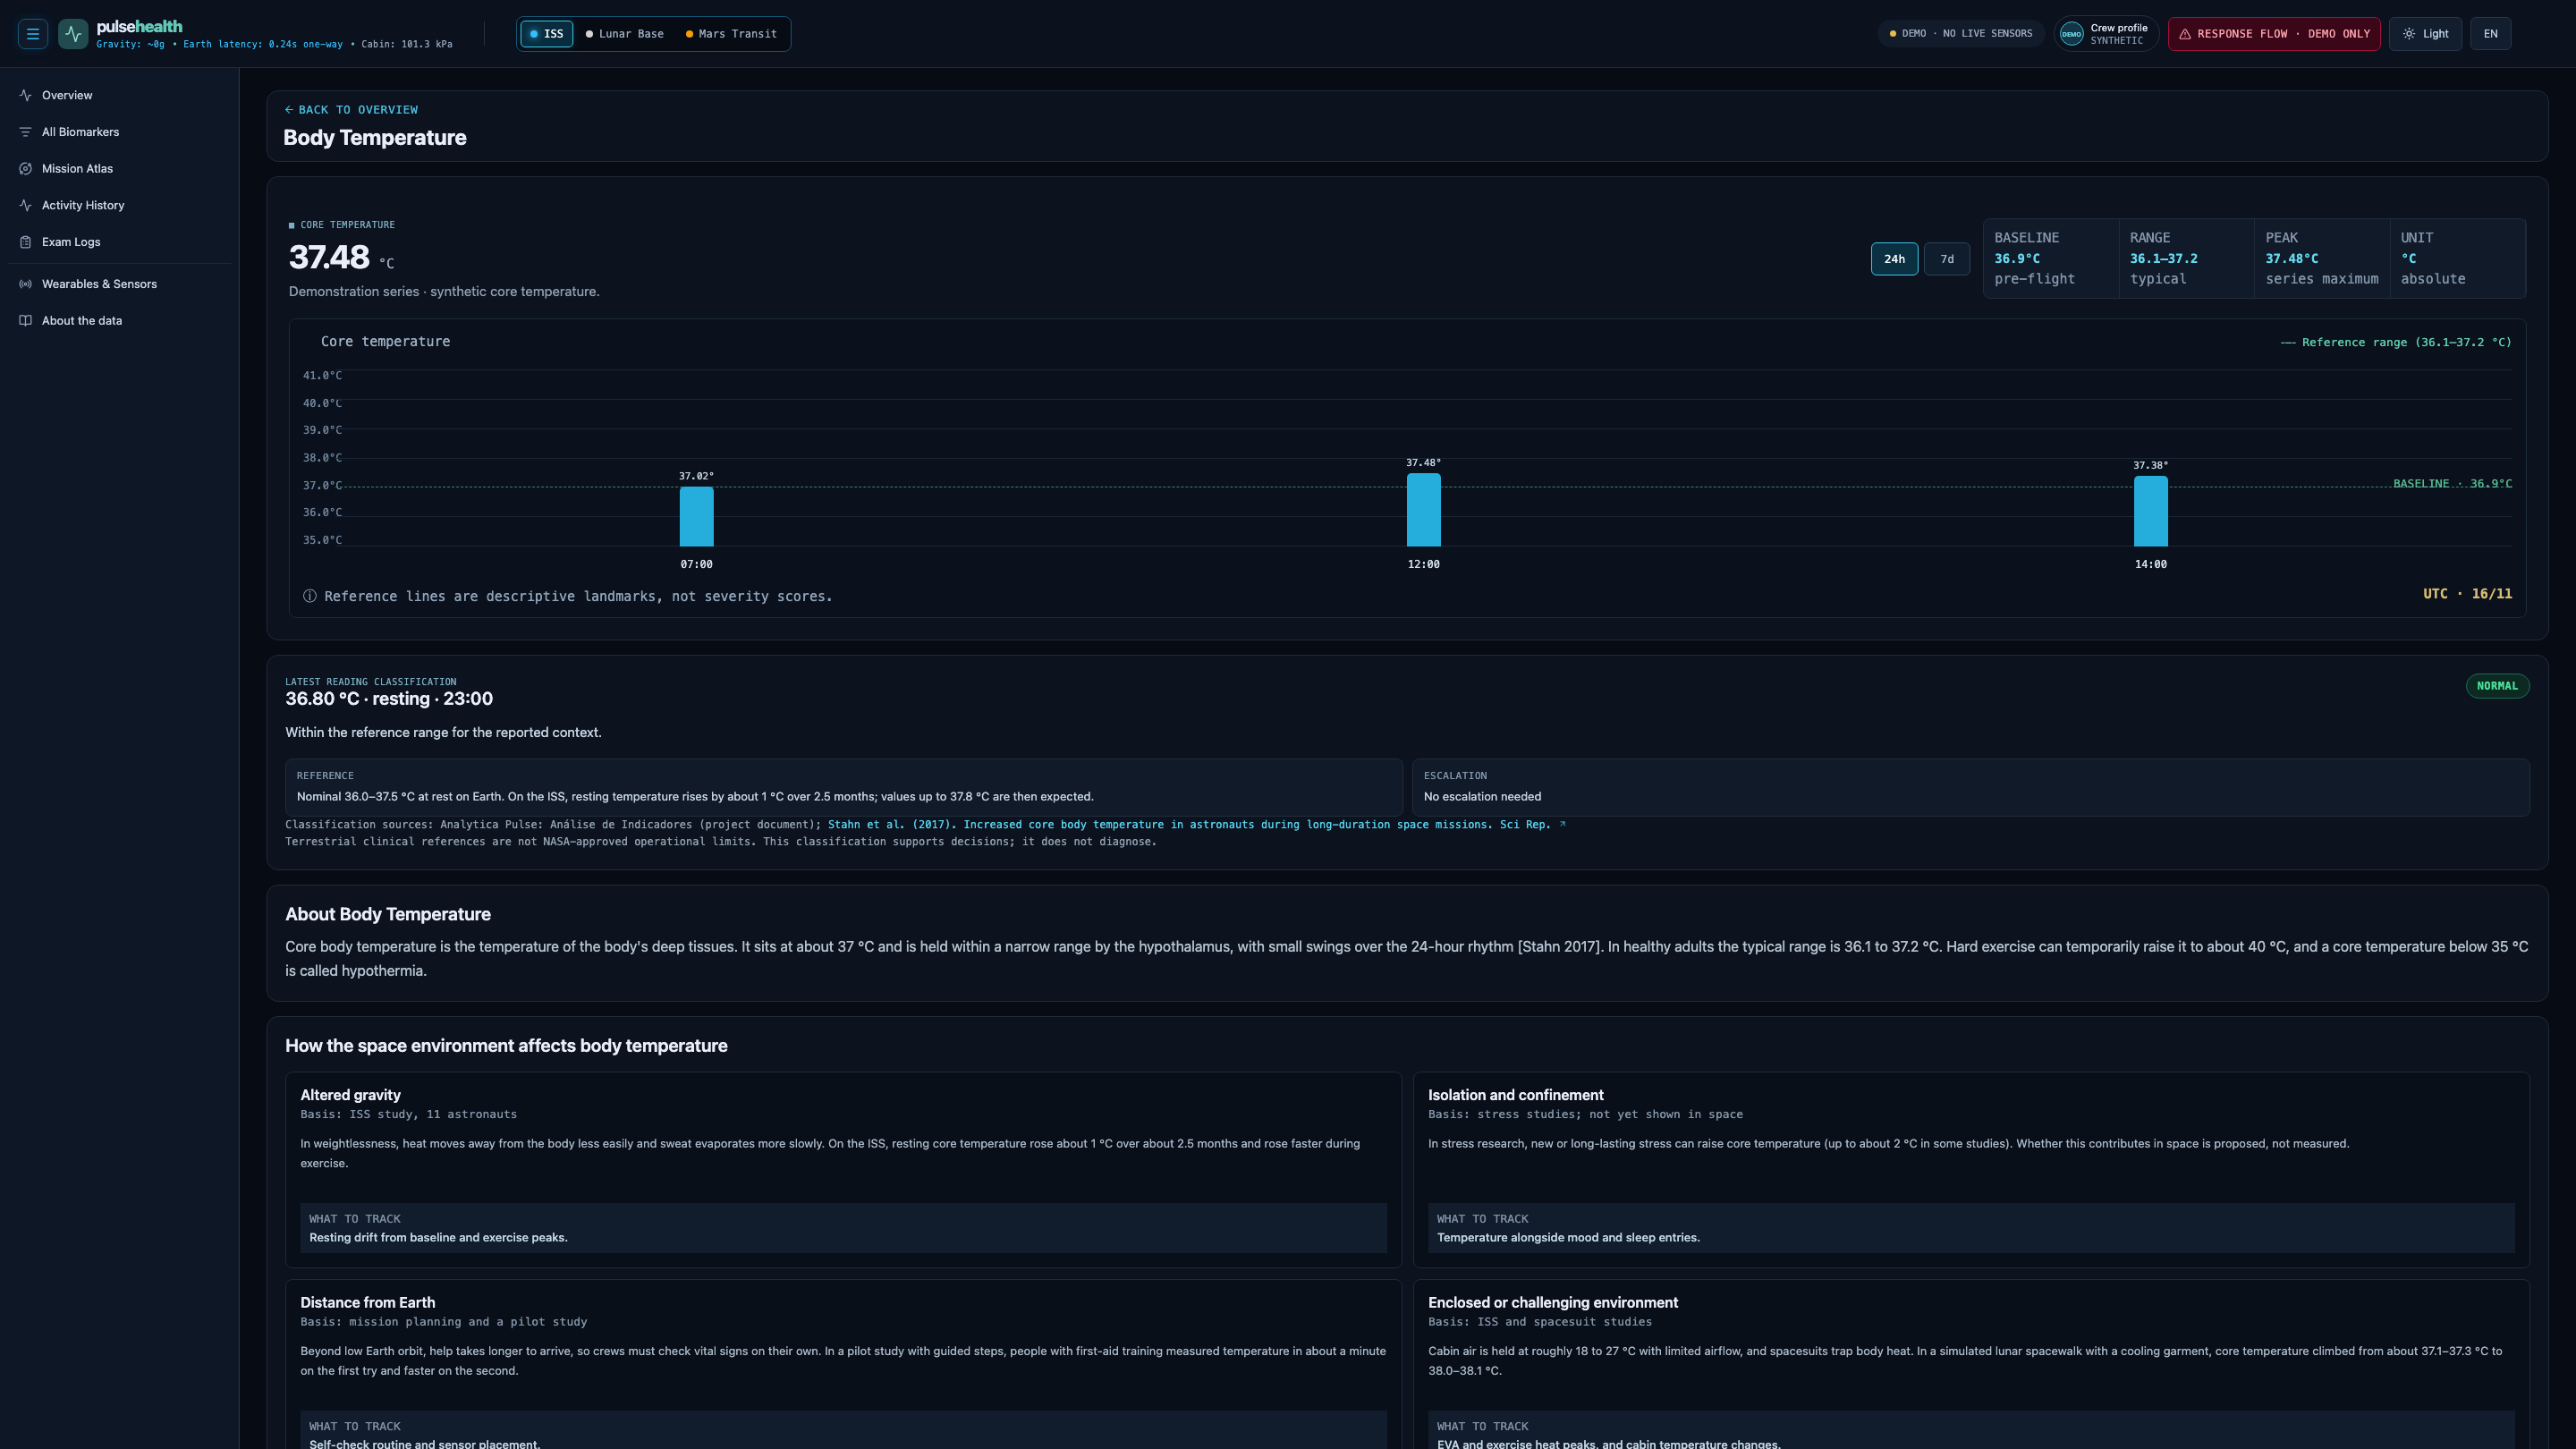 pulsehealth
Gravity: ~0g • Earth latency: 0.24s one-way • Cabin: 101.3 kPa
ISS
Lunar Base
Mars Transit
DEMO · NO LIVE SENSORS
DEMO
Crew profile
SYNTHETIC
RESPONSE FLOW · DEMO ONLY
Light
EN
Overview
All Biomarkers
Mission Atlas
Activity History
Exam Logs
Wearables & Sensors
About the data
← BACK TO OVERVIEW
Body Temperature
CORE TEMPERATURE
37.48 °C
Demonstration series · synthetic core temperature.
24h
7d
BASELINE
36.9°C
pre-flight
RANGE
36.1–37.2
typical
PEAK
37.48°C
series maximum
UNIT
°C
absolute
Core temperature
Reference range (36.1–37.2 °C)
41.0°C
40.0°C
39.0°C
38.0°C
37.0°C
36.0°C
35.0°C
37.02°
37.48°
37.38°
BASELINE · 36.9°C
07:00
12:00
14:00
ⓘ Reference lines are descriptive landmarks, not severity scores.
UTC · 16/11
LATEST READING CLASSIFICATION
36.80 °C · resting · 23:00
NORMAL
Within the reference range for the reported context.
REFERENCE
Nominal 36.0–37.5 °C at rest on Earth. On the ISS, resting temperature rises by about 1 °C over 2.5 months; values up to 37.8 °C are then expected.
ESCALATION
No escalation needed
Classification sources: Analytica Pulse: Análise de Indicadores (project document); Stahn et al. (2017). Increased core body temperature in astronauts during long-duration space missions. Sci Rep. ↗
Terrestrial clinical references are not NASA-approved operational limits. This classification supports decisions; it does not diagnose.
About Body Temperature
Core body temperature is the temperature of the body's deep tissues. It sits at about 37 °C and is held within a narrow range by the hypothalamus, with small swings over the 24-hour rhythm [Stahn 2017]. In healthy adults the typical range is 36.1 to 37.2 °C. Hard exercise can temporarily raise it to about 40 °C, and a core temperature below 35 °C
is called hypothermia.
How the space environment affects body temperature
Altered gravity
Basis: ISS study, 11 astronauts
In weightlessness, heat moves away from the body less easily and sweat evaporates more slowly. On the ISS, resting core temperature rose about 1 °C over about 2.5 months and rose faster during
exercise.
WHAT TO TRACK
Resting drift from baseline and exercise peaks.
Isolation and confinement
Basis: stress studies; not yet shown in space
In stress research, new or long-lasting stress can raise core temperature (up to about 2 °C in some studies). Whether this contributes in space is proposed, not measured.
WHAT TO TRACK
Temperature alongside mood and sleep entries.
Distance from Earth
Basis: mission planning and a pilot study
Beyond low Earth orbit, help takes longer to arrive, so crews must check vital signs on their own. In a pilot study with guided steps, people with first-aid training measured temperature in about a minute
on the first try and faster on the second.
WHAT TO TRACK
Self-check routine and sensor placement.
Enclosed or challenging environment
Basis: ISS and spacesuit studies
Cabin air is held at roughly 18 to 27 °C with limited airflow, and spacesuits trap body heat. In a simulated lunar spacewalk with a cooling garment, core temperature climbed from about 37.1–37.3 °C to
38.0–38.1 °C.
WHAT TO TRACK
EVA and exercise heat peaks, and cabin temperature changes.